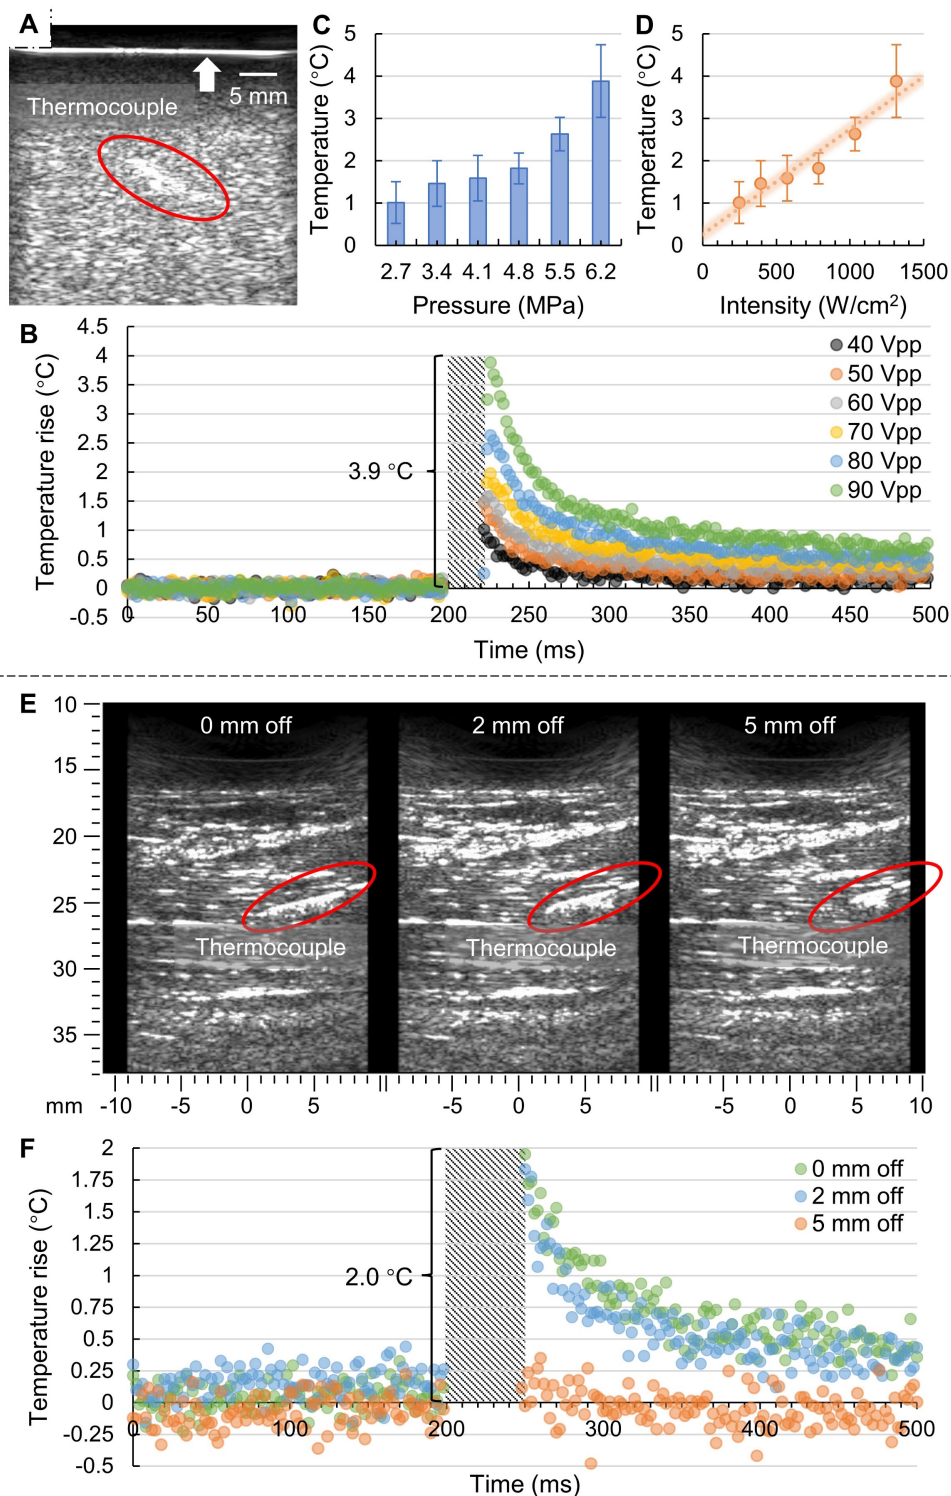 A
Thermocouple
5 mm
C
Temperature (°C)
5
4
3
2
1
0
2.7 3.4 4.1 4.8 5.5 6.2
Pressure (MPa)
D
Temperature (°C)
5
4
3
2
1
0
0 500 1000 1500
Intensity (W/cm²)
B
Temperature rise (°C)
4.5
4
3.5
3
2.5
2
1.5
1
0.5
0
-0.5
3.9 °C
40 Vpp
50 Vpp
60 Vpp
70 Vpp
80 Vpp
90 Vpp
0 50 100 150 200 250 300 350 400 450 500
Time (ms)
E
10
15
20
25
30
35
0 mm off
2 mm off
5 mm off
Thermocouple
Thermocouple
Thermocouple
mm -10 -5 0 5 -5 0 5 -5 0 5 10
F
Temperature rise (°C)
2
1.75
1.5
1.25
1
0.75
0.5
0.25
0
-0.25
-0.5
2.0 °C
0 mm off
2 mm off
5 mm off
0 100 200 300 400 500
Time (ms)